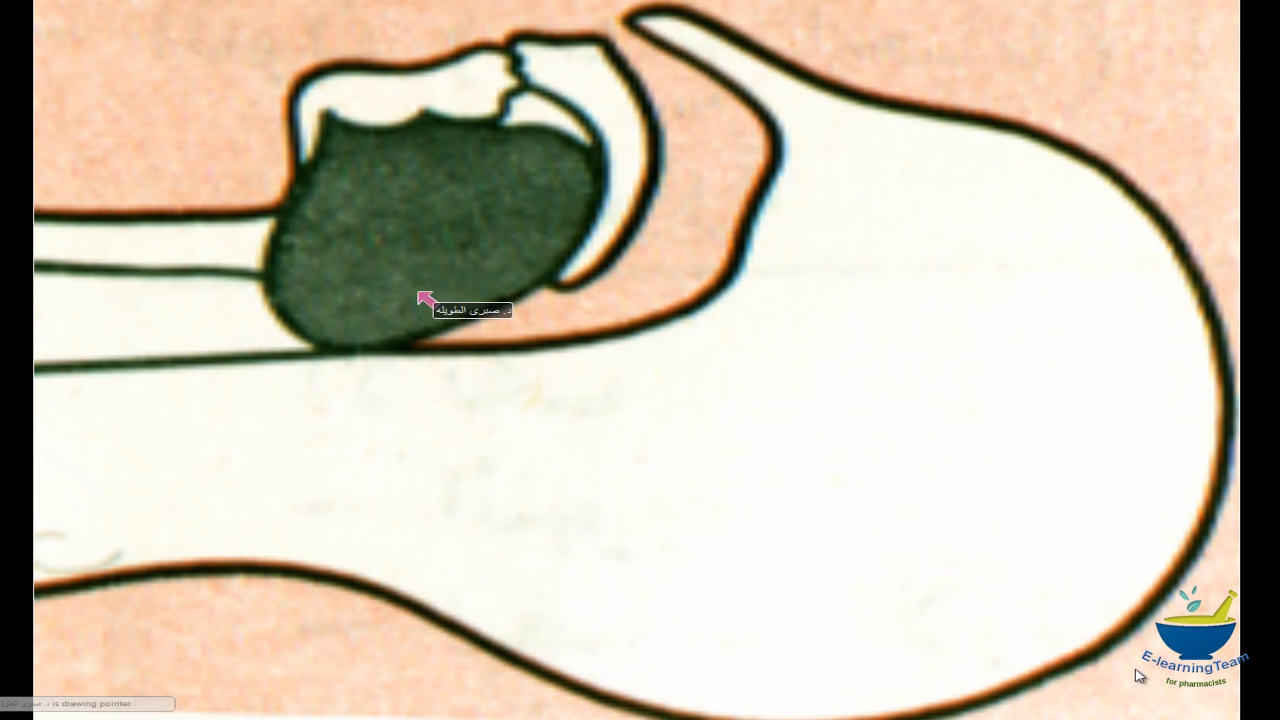 د. صبرى الطويله
E-learningTeam
for pharmacists
is drawing pointer